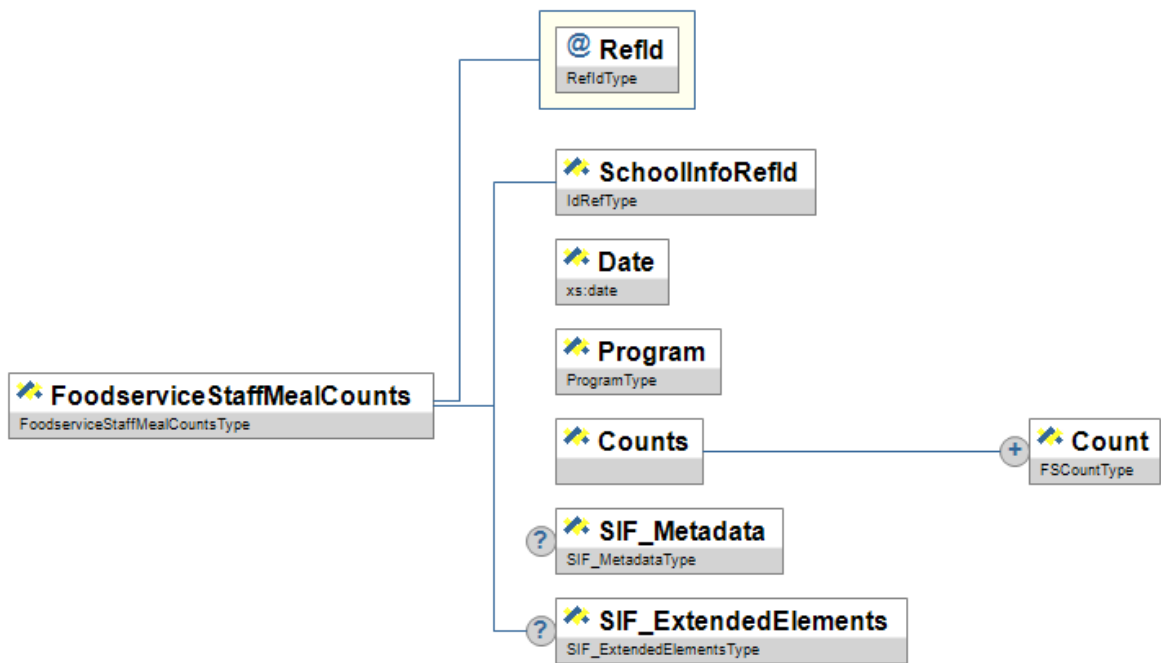 @ RefId
RefIdType
SchoolInfoRefId
IdRefType
Date
xs:date
Program
ProgramType
FoodserviceStaffMealCounts
FoodserviceStaffMealCountsType
Counts
+ Count
FSCountType
? SIF_Metadata
SIF_MetadataType
? SIF_ExtendedElements
SIF_ExtendedElementsType